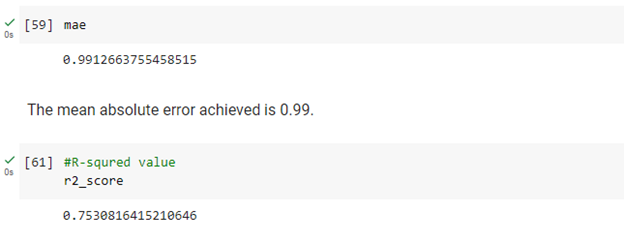 [59] mae
0s
0.9912663755458515
The mean absolute error achieved is 0.99.
[61] #R-squred value
0s
r2_score
0.7530816415210646